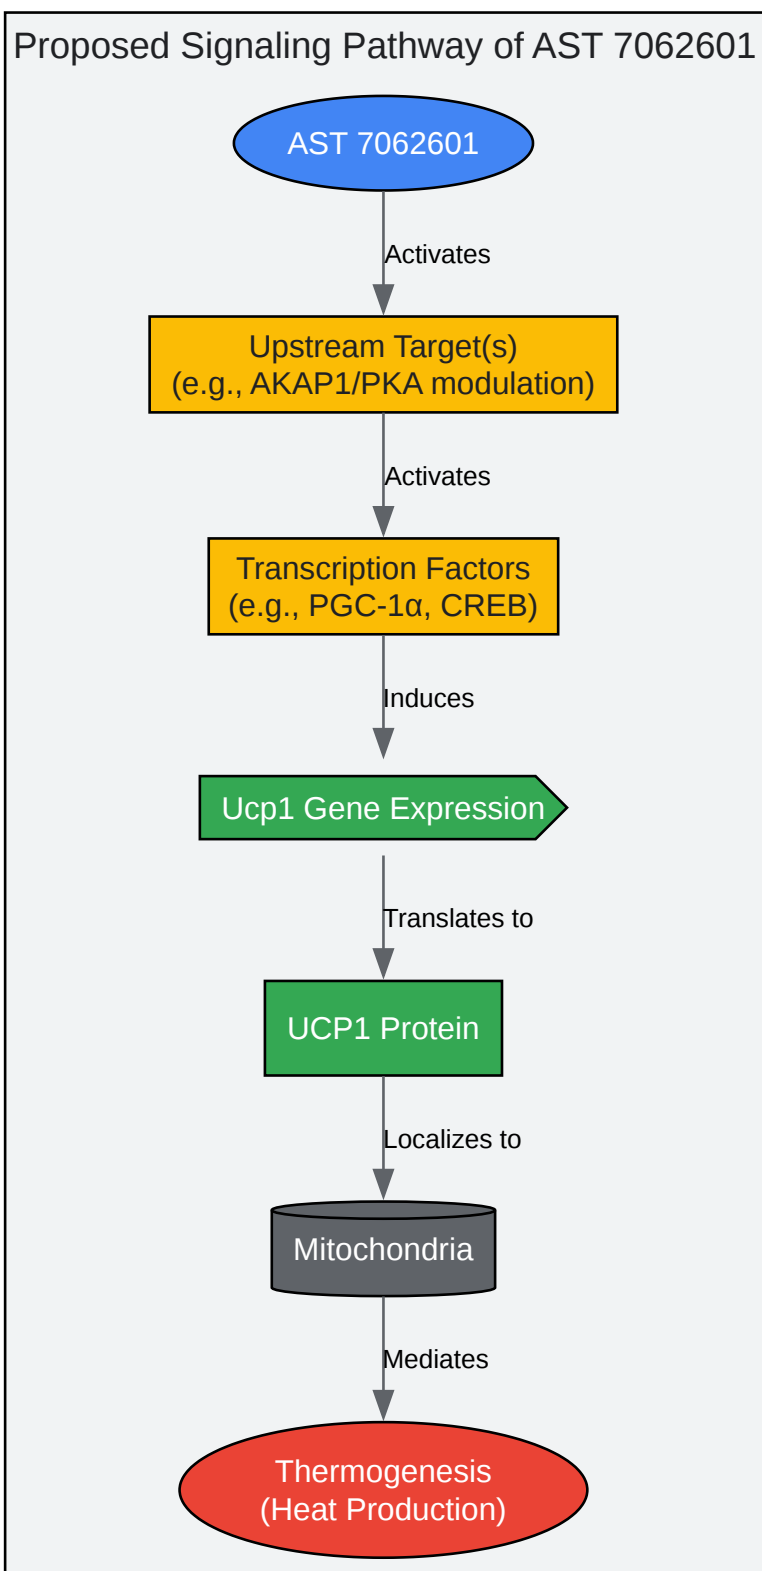 Proposed Signaling Pathway of AST 7062601
AST 7062601
Activates
Upstream Target(s)
(e.g., AKAP1/PKA modulation)
Activates
Transcription Factors
(e.g., PGC-1α, CREB)
Induces
Ucp1 Gene Expression
Translates to
UCP1 Protein
Localizes to
Mitochondria
Mediates
Thermogenesis
(Heat Production)